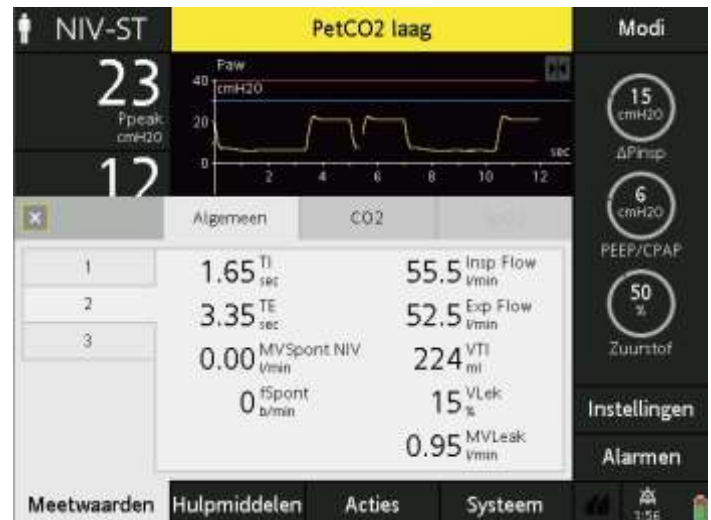 NIV-ST
PetCO2 laag
Modi
23
Ppeak
cmH2O
12
Paw
cmH2O
40
20
0
2 4 6 8 10 12
sec
15
cmH2O
ΔPinsp
6
cmH2O
PEEP/CPAP
50
%
Zuurstof
Algemeen CO2
1
2
3
1.65 TI sec
3.35 TE sec
0.00 MVSpont NIV l/min
0 fSpont b/min
55.5 Insp Flow l/min
52.5 Exp Flow l/min
224 VTI ml
15 VLek %
0.95 MVLeak l/min
Instellingen
Alarmen
Meetwaarden Hulpmiddelen Acties Systeem
1:56